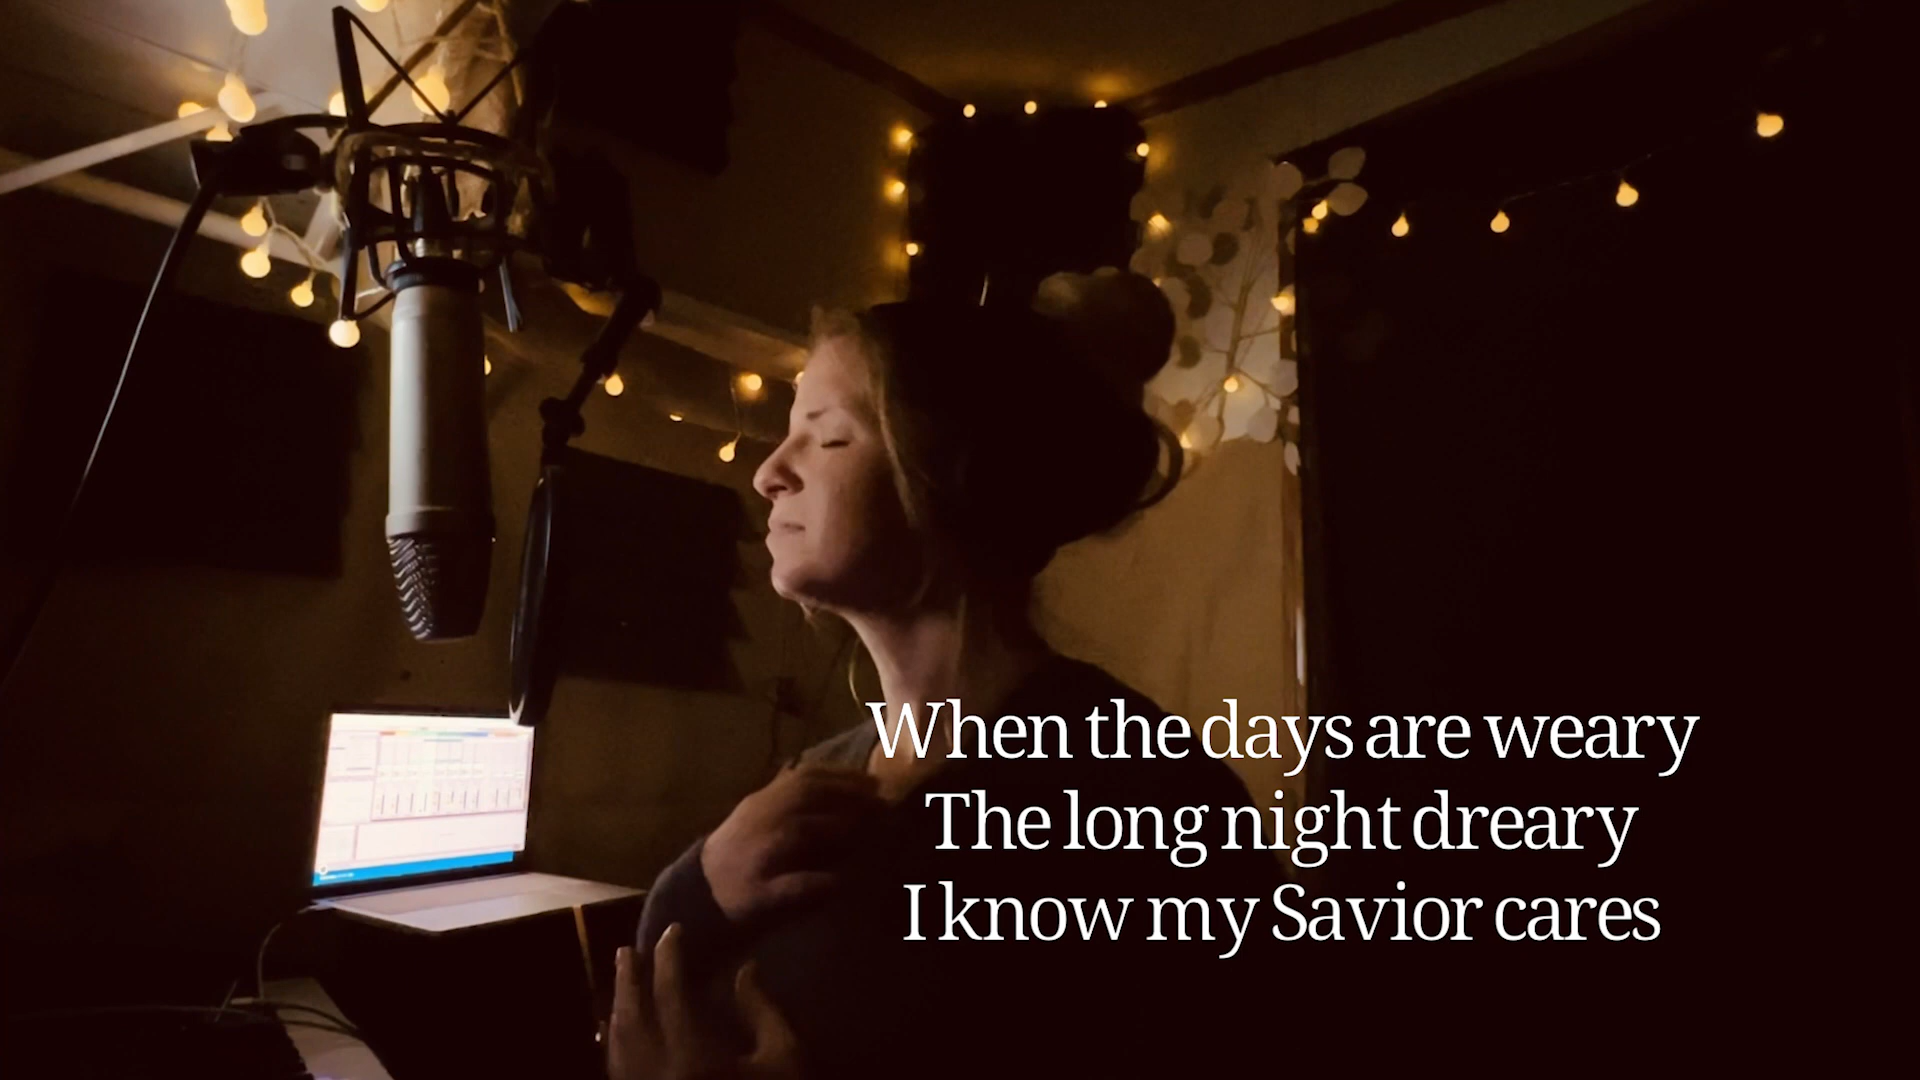 When the days are weary
The long night dreary
I know my Savior cares